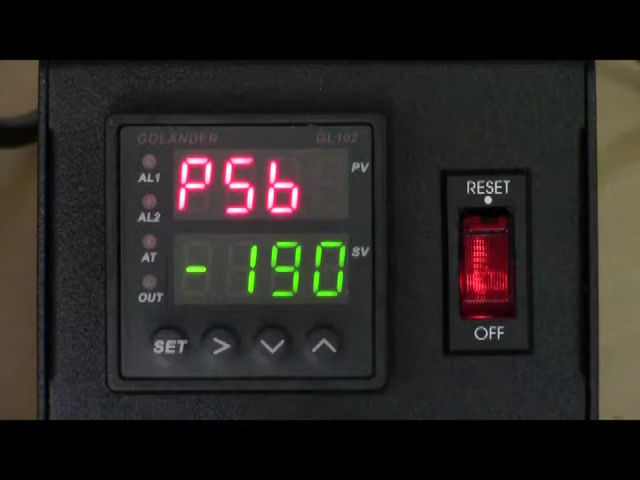 GOLANDER GL102
AL1
AL2
AT
OUT
PSb PV
-190 SV
SET > ∨ ∧
RESET
OFF